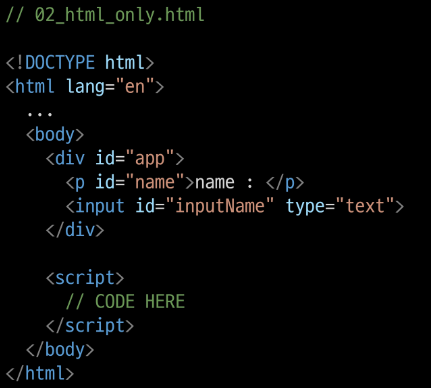 // 02_html_only.html
<!DOCTYPE html>
<html lang="en">
...
<body>
<div id="app">
<p id="name">name : </p>
<input id="inputName" type="text">
</div>
<script>
// CODE HERE
</script>
</body>
</html>